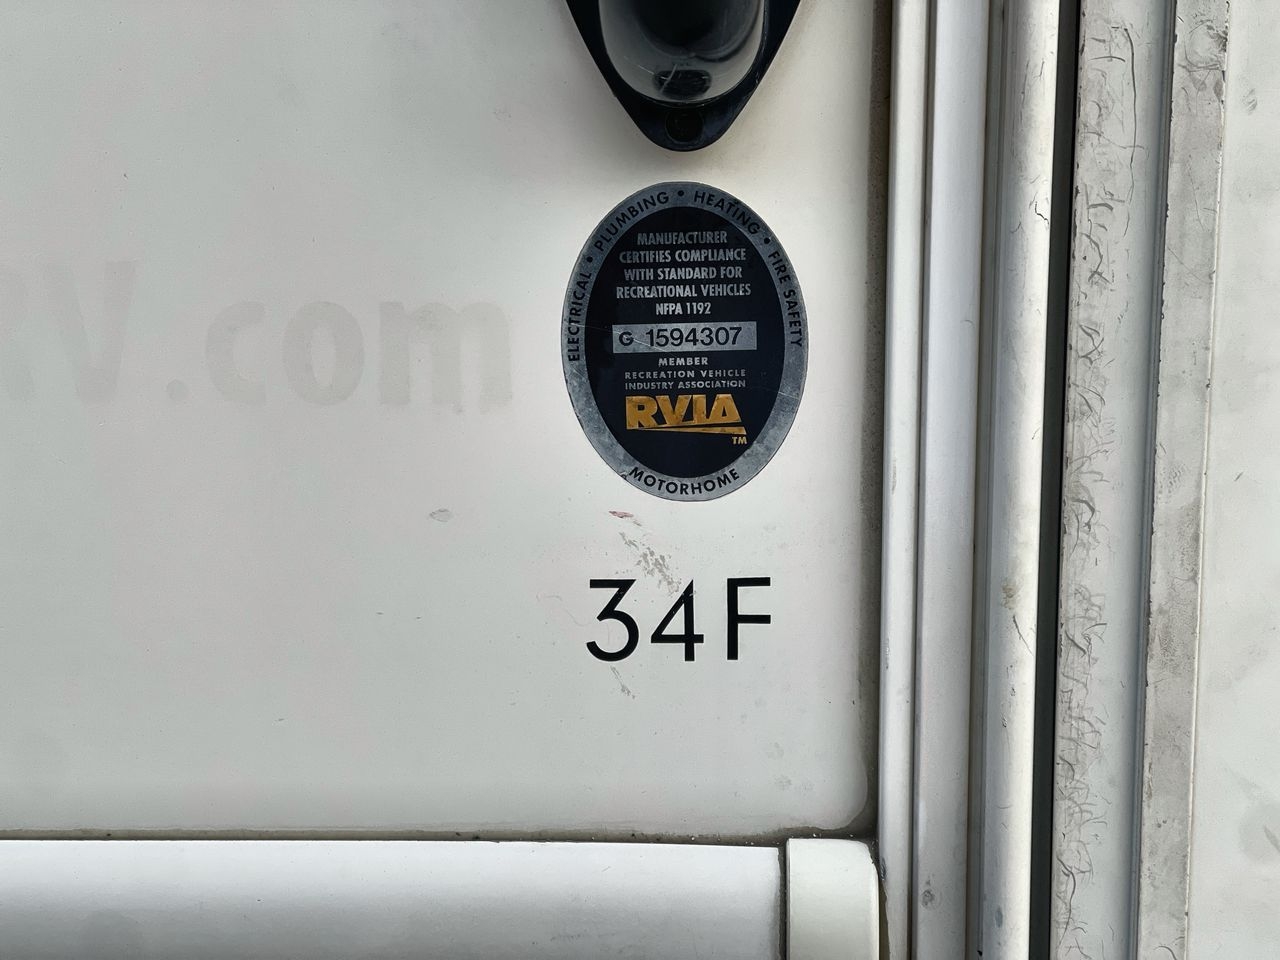 ELECTRICAL • PLUMBING • HEATING • FIRE SAFETY
MANUFACTURER
CERTIFIES COMPLIANCE
WITH STANDARD FOR
RECREATIONAL VEHICLES
NFPA 1192
G 1594307
MEMBER
RECREATION VEHICLE
INDUSTRY ASSOCIATION
RVIA
TM
MOTORHOME
V.com
34F